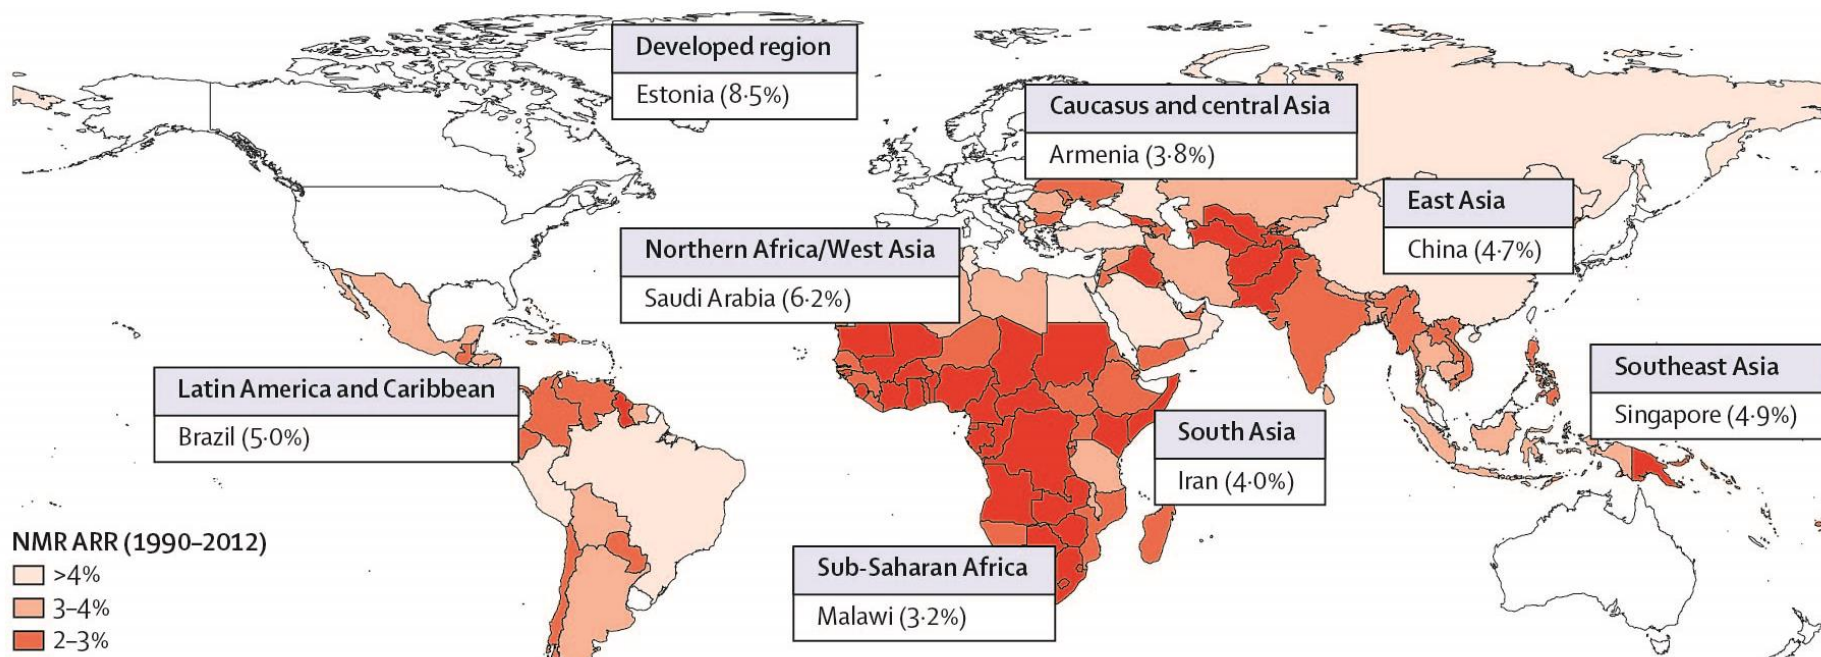 Developed region
Estonia (8·5%)
Caucasus and central Asia
Armenia (3·8%)
East Asia
China (4·7%)
Northern Africa/West Asia
Saudi Arabia (6·2%)
Southeast Asia
Singapore (4·9%)
Latin America and Caribbean
Brazil (5·0%)
South Asia
Iran (4·0%)
Sub-Saharan Africa
Malawi (3·2%)
NMR ARR (1990–2012)
>4%
3–4%
2–3%